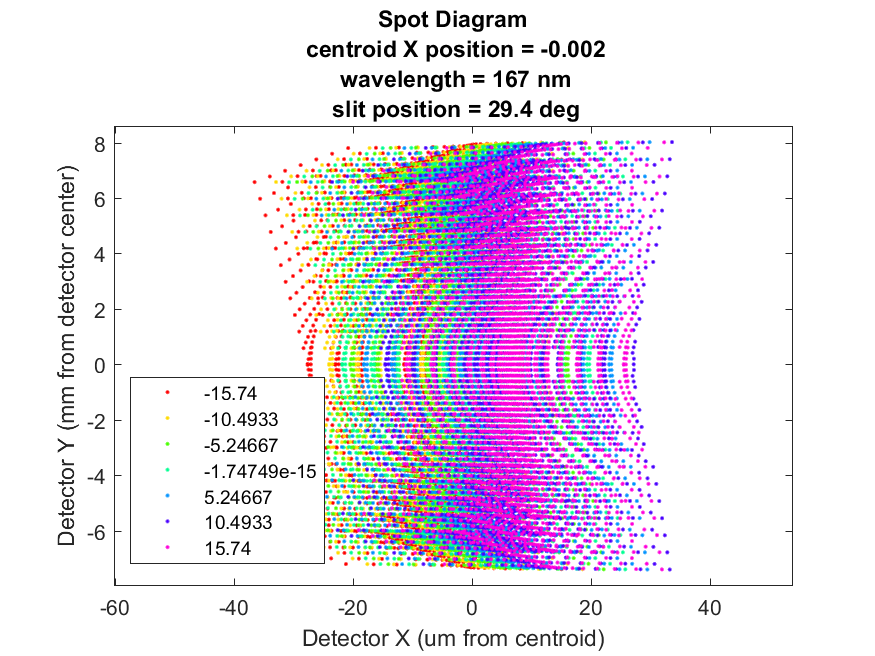 Spot Diagram
centroid X position = -0.002
wavelength = 167 nm
slit position = 29.4 deg
8
6
4
2
0
-2
-4
-6
Detector Y (mm from detector center)
-15.74
-10.4933
-5.24667
-1.74749e-15
5.24667
10.4933
15.74
-60
-40
-20
0
20
40
Detector X (um from centroid)